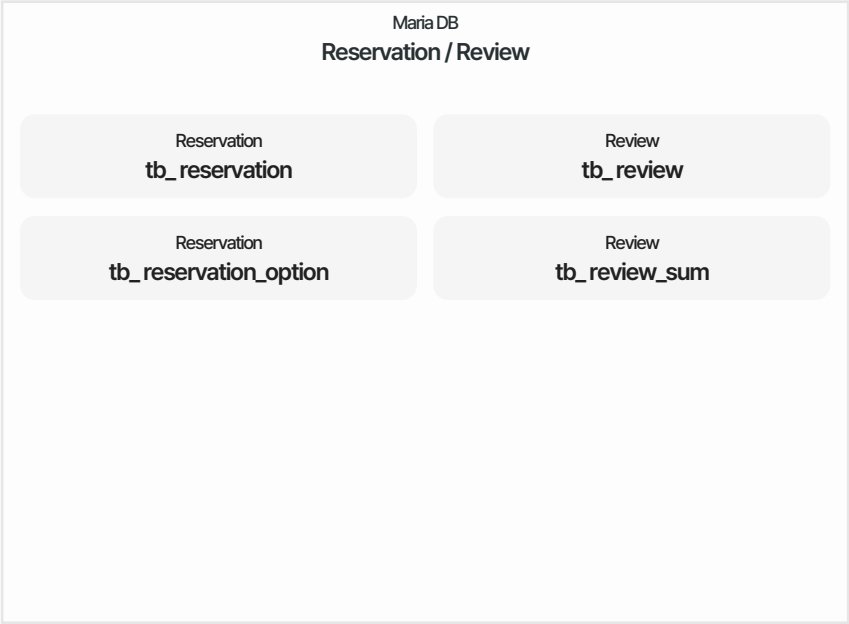 Maria DB
Reservation / Review
Reservation
tb_reservation
Review
tb_review
Reservation
tb_reservation_option
Review
tb_review_sum